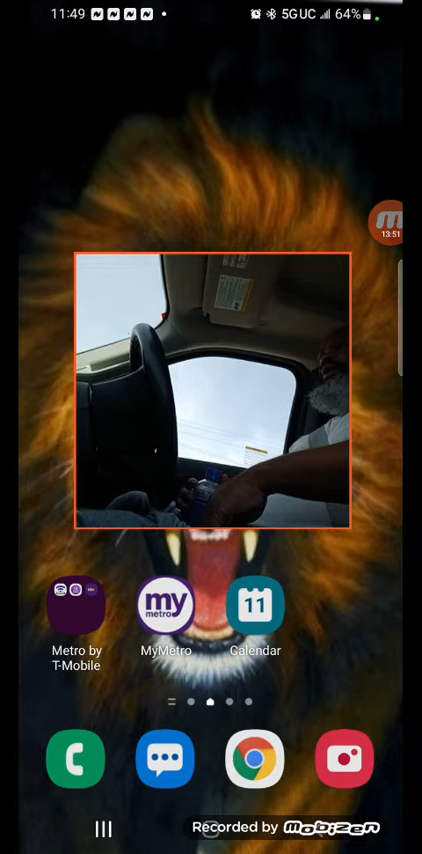 11:49
5G UC 64%
13:51
my
metro
11
Metro by
T-Mobile
MyMetro
Calendar
Recorded by mobizen